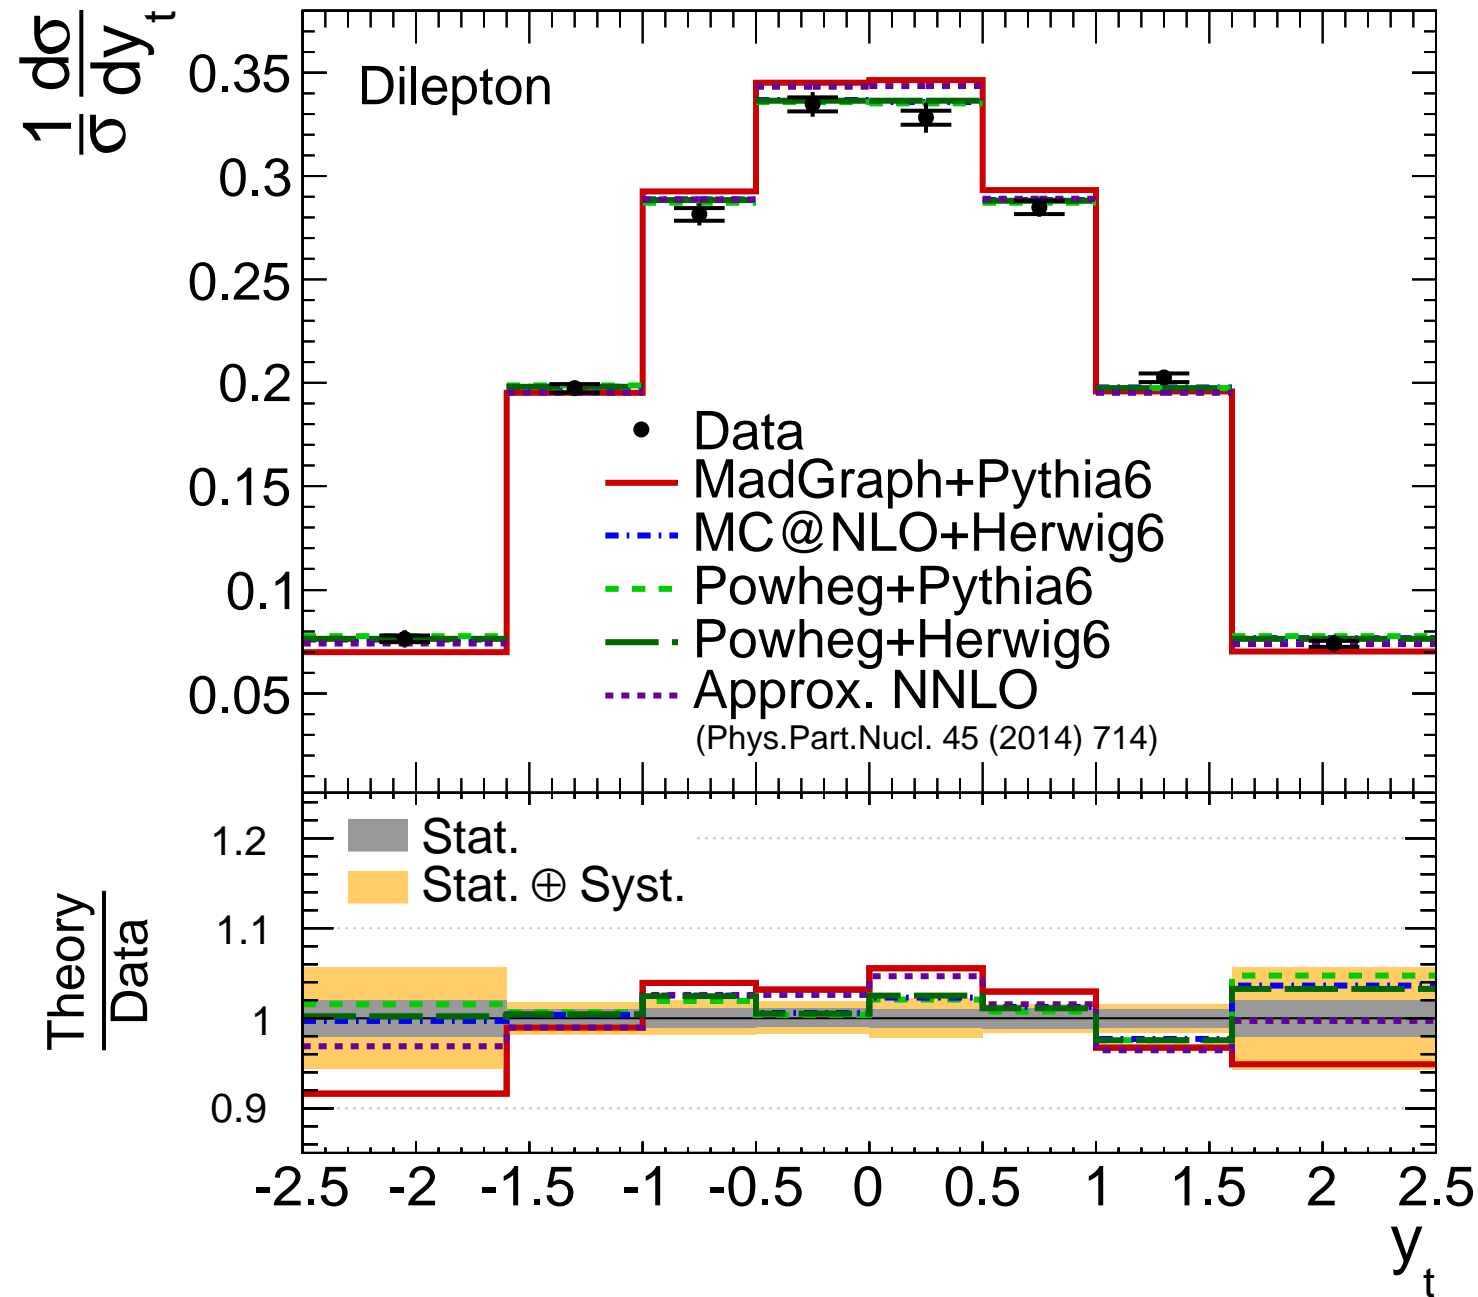 1 dσ
σ dy_t
Dilepton
0.35
0.3
0.25
0.2
0.15
0.1
0.05
Data
MadGraph+Pythia6
MC@NLO+Herwig6
Powheg+Pythia6
Powheg+Herwig6
Approx. NNLO
(Phys.Part.Nucl. 45 (2014) 714)
Stat.
Stat. ⊕ Syst.
Theory
Data
1.2
1.1
1
0.9
-2.5 -2 -1.5 -1 -0.5 0 0.5 1 1.5 2 2.5
y_t